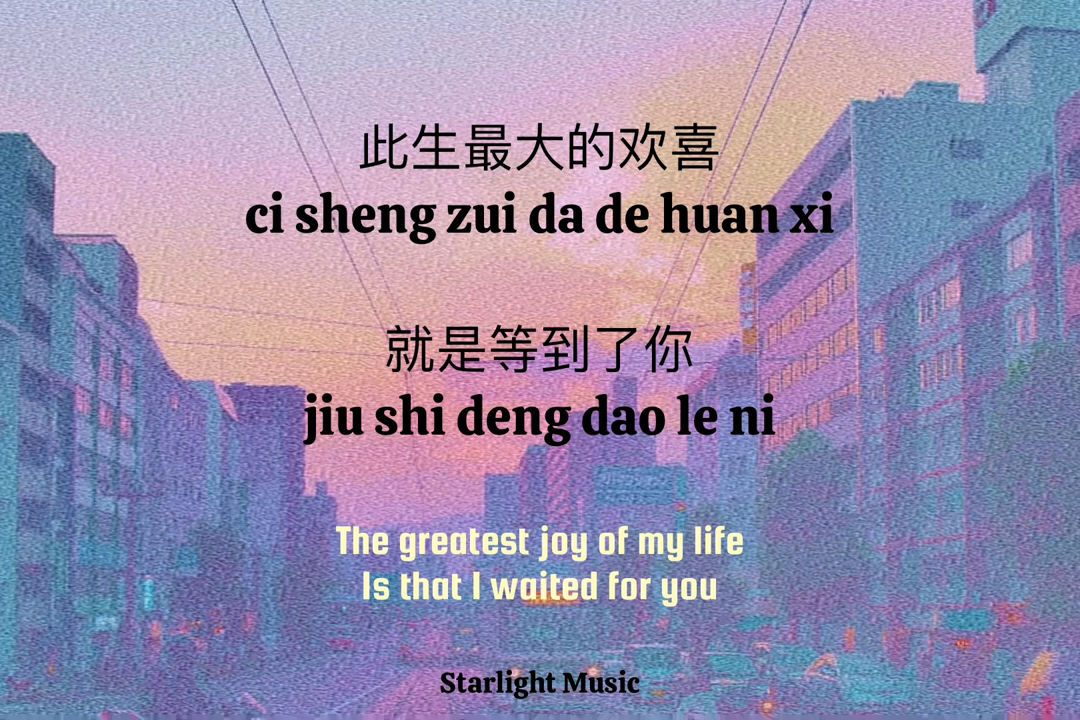 此生最大的欢喜
ci sheng zui da de huan xi
就是等到了你
jiu shi deng dao le ni
The greatest joy of my life
Is that I waited for you
Starlight Music